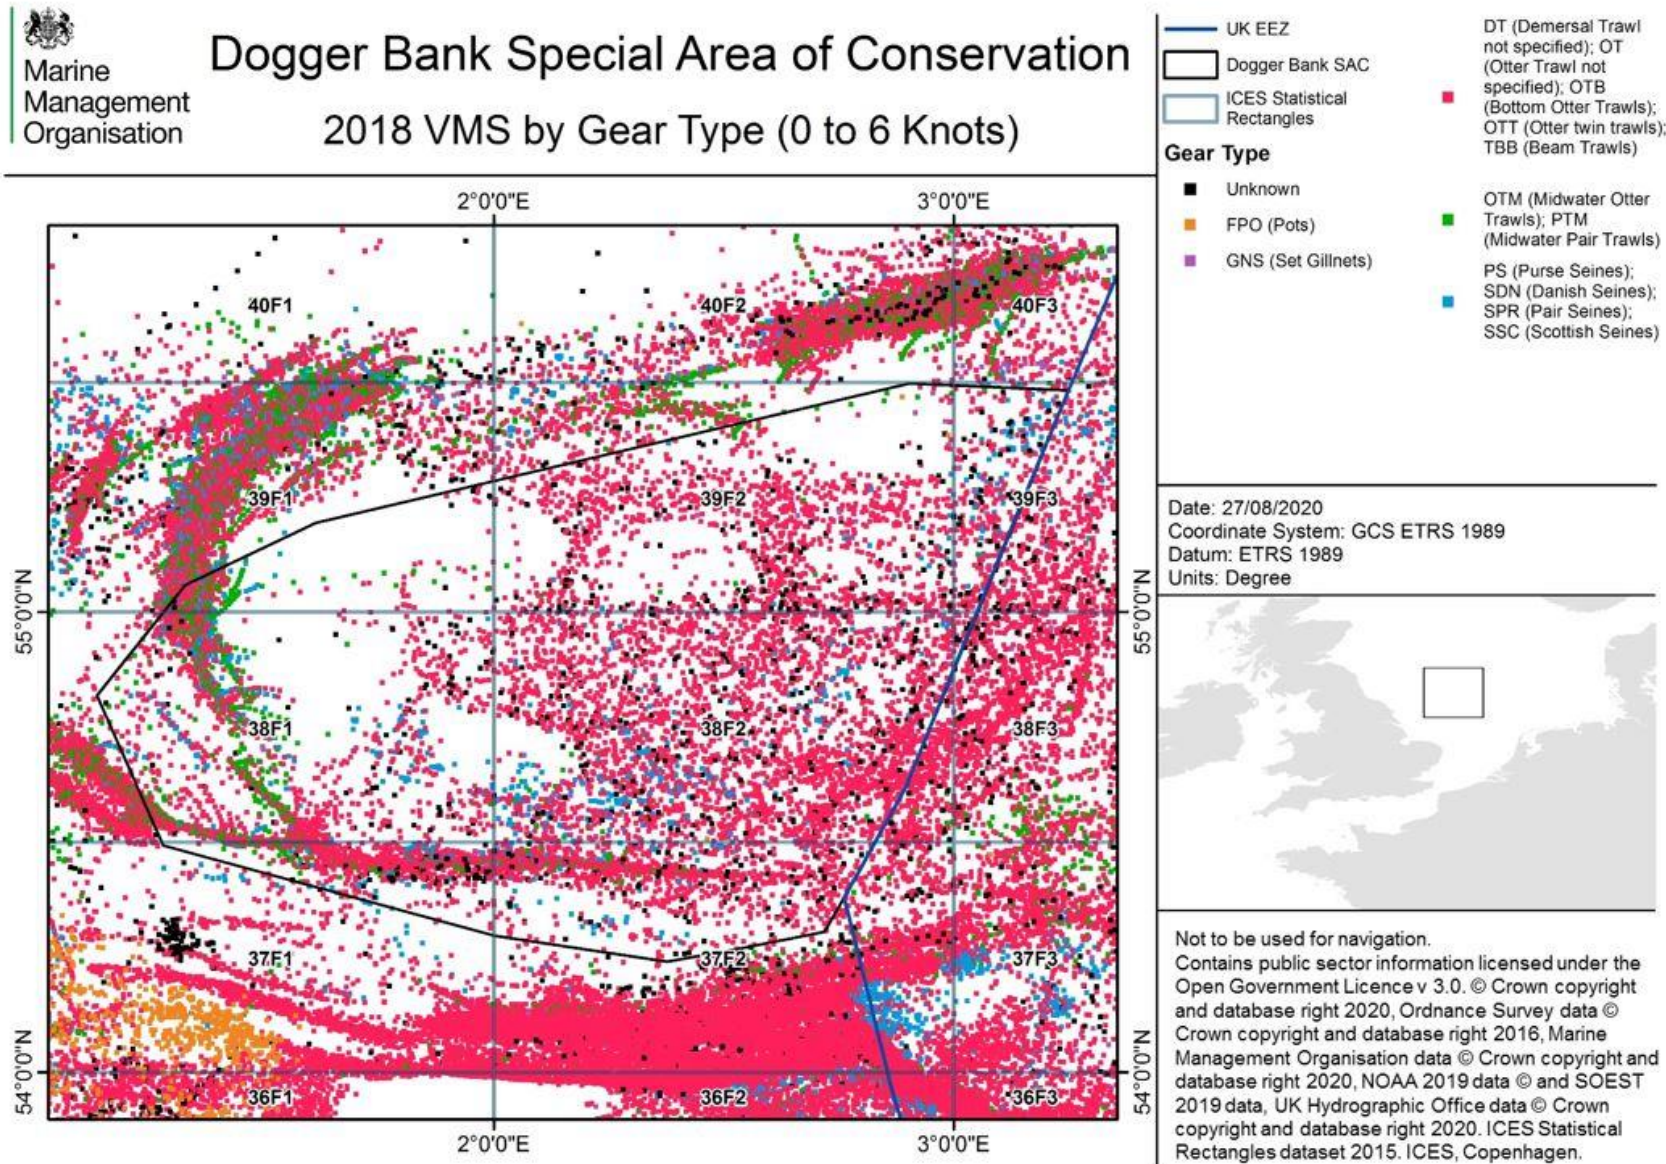 Marine
Management
Organisation
Dogger Bank Special Area of Conservation
2018 VMS by Gear Type (0 to 6 Knots)
UK EEZ
Dogger Bank SAC
ICES Statistical
Rectangles
Gear Type
Unknown
FPO (Pots)
GNS (Set Gillnets)
DT (Demersal Trawl
not specified); OT
(Otter Trawl not
specified); OTB
(Bottom Otter Trawls);
OTT (Otter twin trawls);
TBB (Beam Trawls)
OTM (Midwater Otter
Trawls); PTM
(Midwater Pair Trawls)
PS (Purse Seines);
SDN (Danish Seines);
SPR (Pair Seines);
SSC (Scottish Seines)
2°0'0"E
3°0'0"E
40F1
40F2
40F3
39F1
39F2
39F3
55°0'0"N
55°0'0"N
38F1
38F2
38F3
37F1
37F2
37F3
54°0'0"N
54°0'0"N
36F1
36F2
36F3
2°0'0"E
3°0'0"E
Date: 27/08/2020
Coordinate System: GCS ETRS 1989
Datum: ETRS 1989
Units: Degree
Not to be used for navigation.
Contains public sector information licensed under the
Open Government Licence v 3.0. © Crown copyright
and database right 2020, Ordnance Survey data ©
Crown copyright and database right 2016, Marine
Management Organisation data © Crown copyright and
database right 2020, NOAA 2019 data © and SOEST
2019 data, UK Hydrographic Office data © Crown
copyright and database right 2020. ICES Statistical
Rectangles dataset 2015. ICES, Copenhagen.